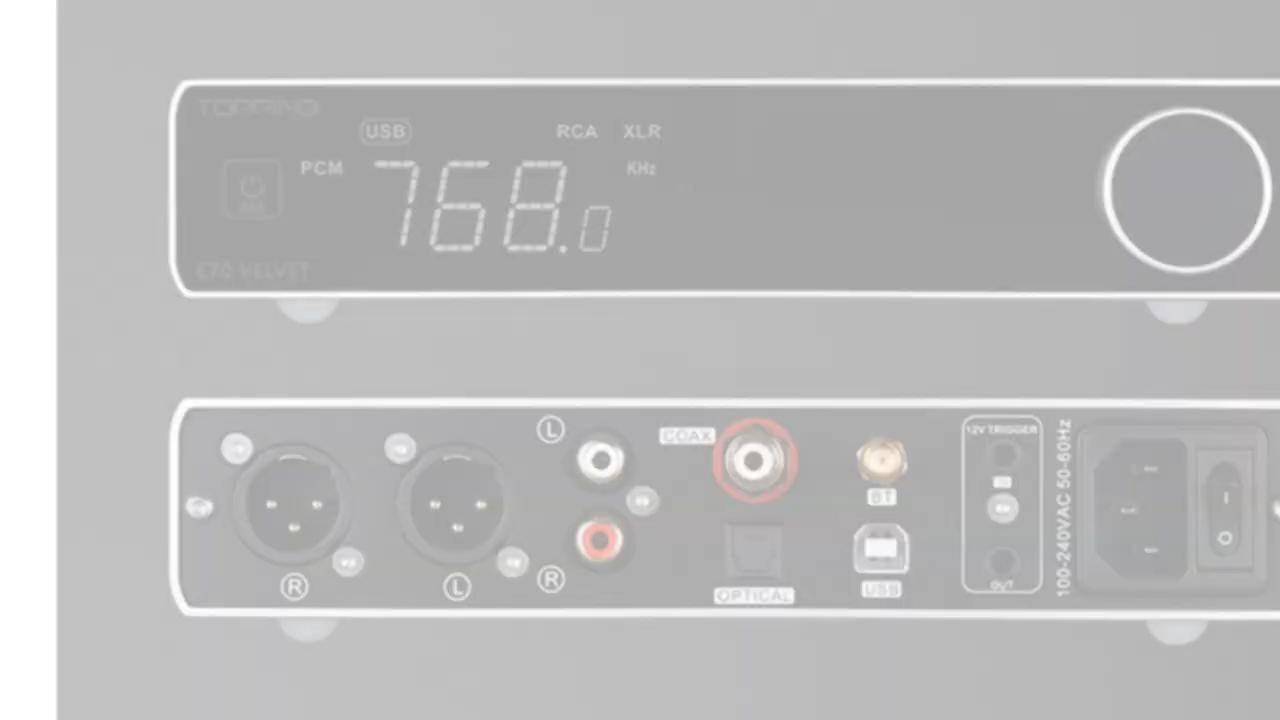 TOPPING
USB RCA XLR
PCM 768.0 KHz
E70 VELVET
L
COAX
12V TRIGGER
BT
IN
R L R
OPTICAL USB OUT
100-240VAC 50-60Hz